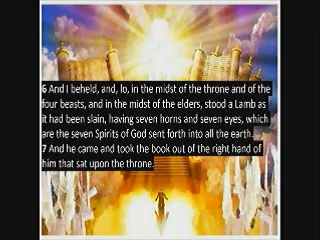 6 And I beheld, and, lo, in the midst of the throne and of the
four beasts, and in the midst of the elders, stood a Lamb as
it had been slain, having seven horns and seven eyes, which
are the seven Spirits of God sent forth into all the earth.
7 And he came and took the book out of the right hand of
him that sat upon the throne.